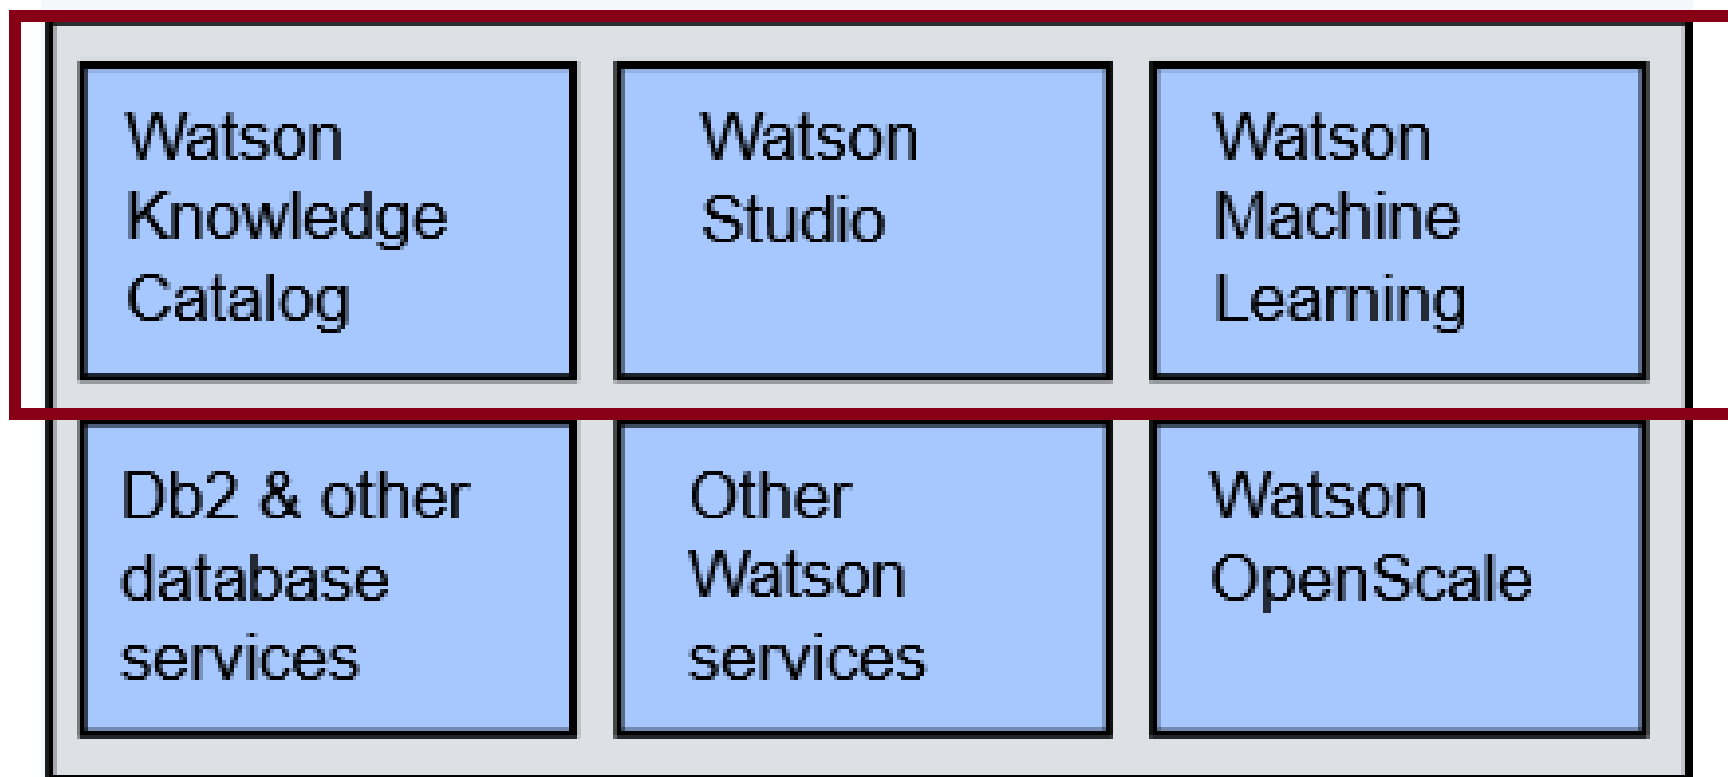 Watson
Knowledge
Catalog
Watson
Studio
Watson
Machine
Learning
Db2 & other
database
services
Other
Watson
services
Watson
OpenScale